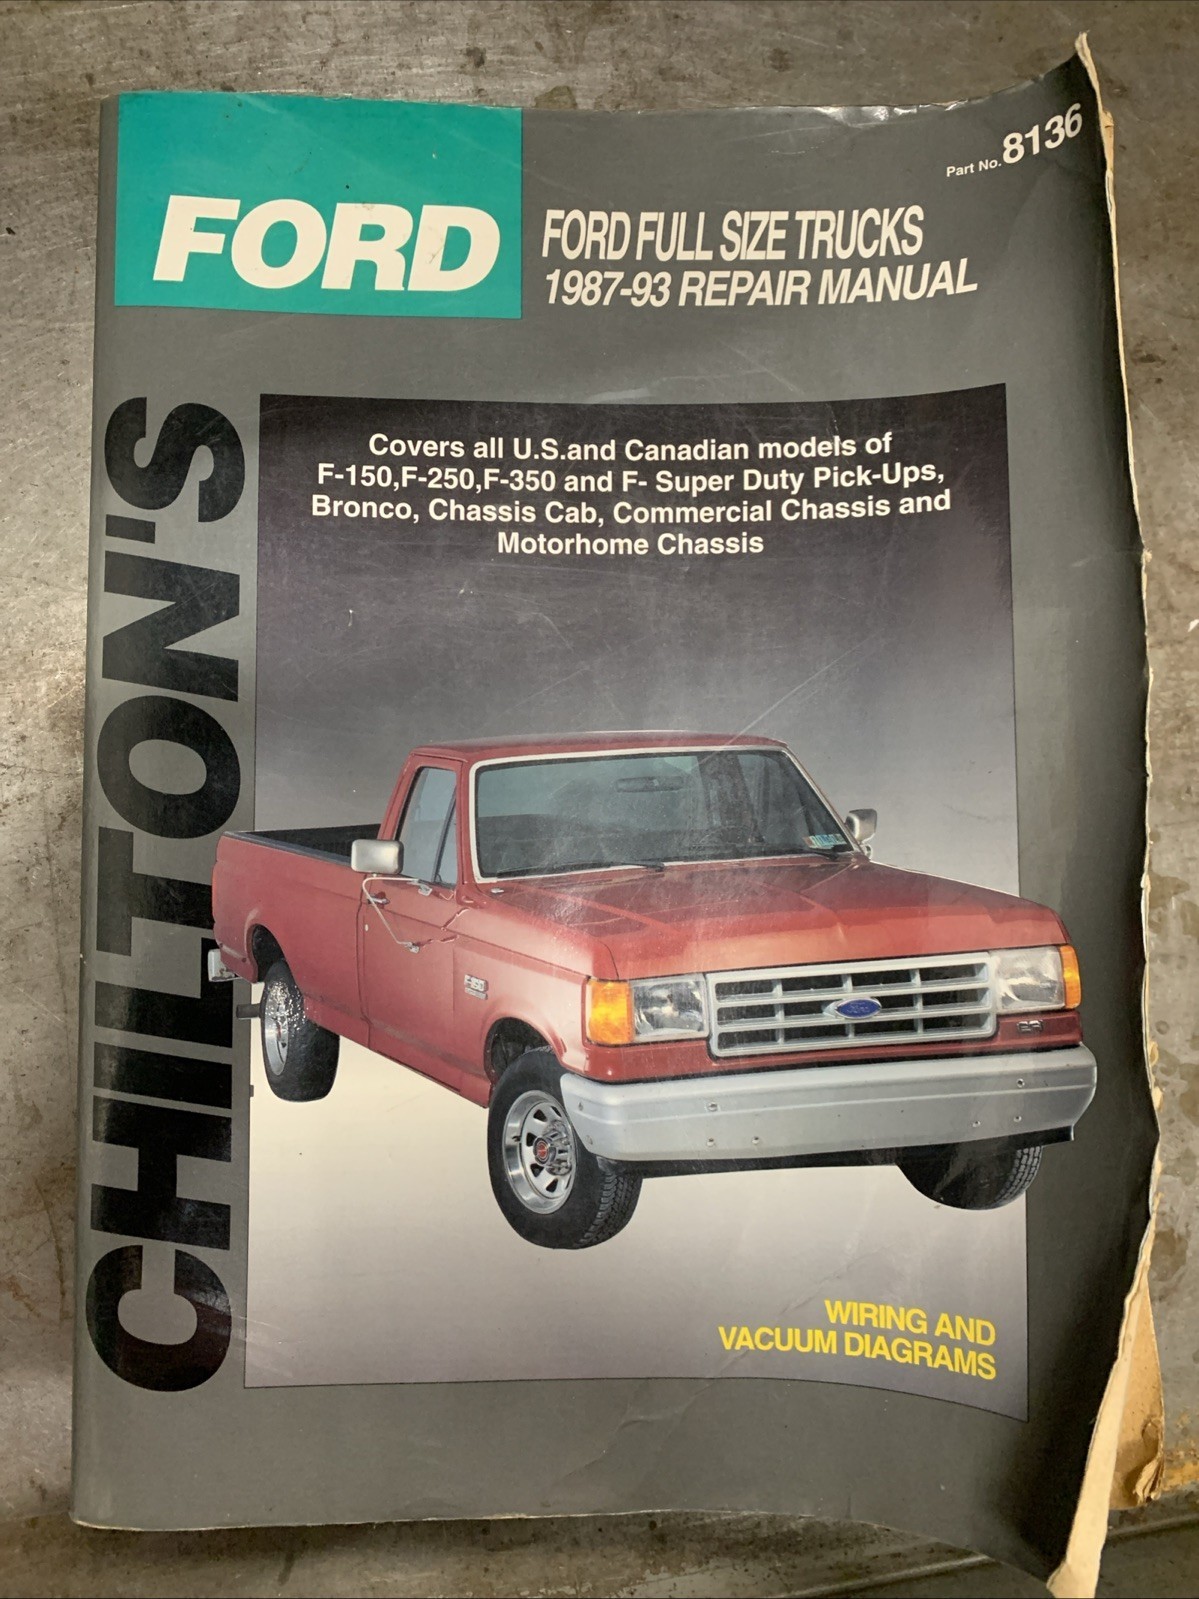 Part No. 8136
FORD
FORD FULL SIZE TRUCKS
1987-93 REPAIR MANUAL
CHILTON'S
Covers all U.S.and Canadian models of
F-150,F-250,F-350 and F- Super Duty Pick-Ups,
Bronco, Chassis Cab, Commercial Chassis and
Motorhome Chassis
Ford
WIRING AND
VACUUM DIAGRAMS